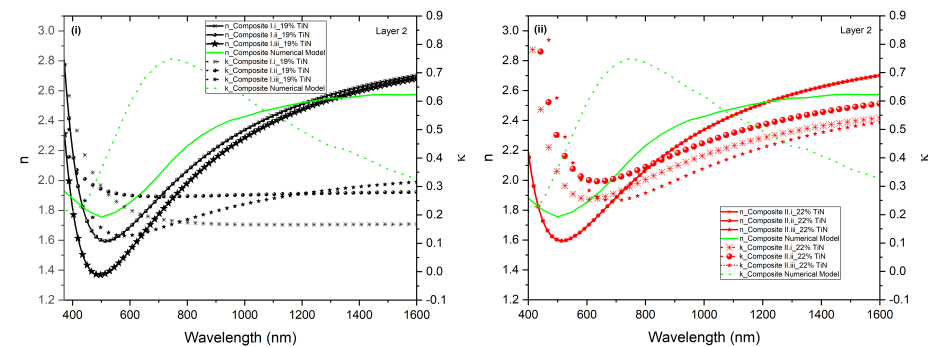 (i)
Layer 2
n_Composite I.i_19% TiN
n_Composite I.ii_19% TiN
n_Composite I.iii_19% TiN
n_Composite Numerical Model
k_Composite I.i_19% TiN
k_Composite I.ii_19% TiN
k_Composite I.iii_19% TiN
k_Composite Numerical Model
3.0
2.8
2.6
2.4
2.2
2.0
1.8
1.6
1.4
1.2
n
0.9
0.8
0.7
0.6
0.5
0.4
0.3
0.2
0.1
0.0
-0.1
κ
400 600 800 1000 1200 1400 1600
Wavelength (nm)
(ii)
Layer 2
3.0
2.8
2.6
2.4
2.2
2.0
1.8
1.6
1.4
1.2
n
0.9
0.8
0.7
0.6
0.5
0.4
0.3
0.2
0.1
0.0
-0.1
κ
n_Composite II.i_22% TiN
n_Composite II.ii_22% TiN
n_Composite II.iii_22% TiN
n_Composite Numerical Model
k_Composite II.i_22% TiN
k_Composite II.ii_22% TiN
k_Composite II.iii_22% TiN
k_Composite Numerical Model
400 600 800 1000 1200 1400 1600
Wavelength (nm)